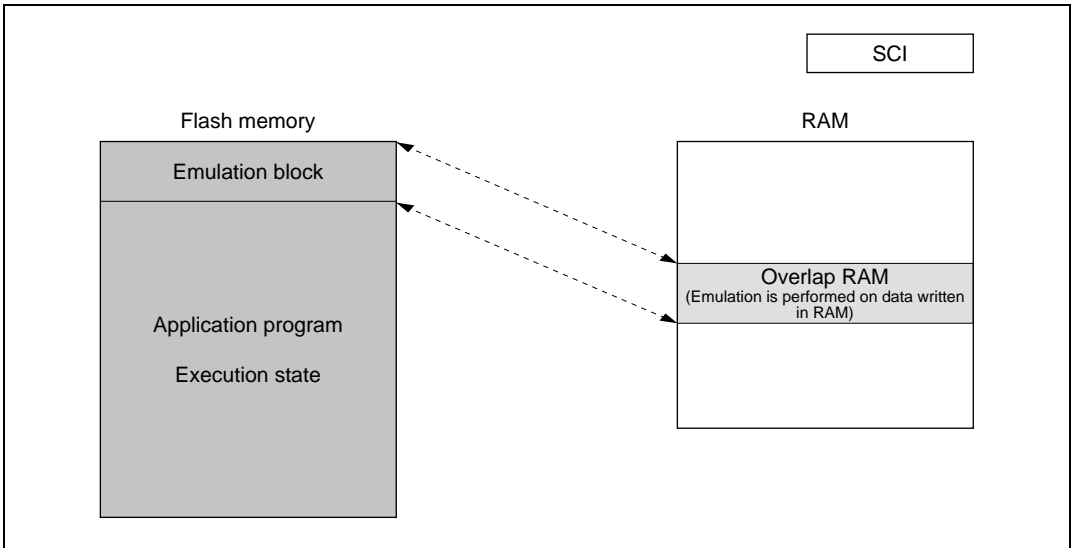 SCI
Flash memory
RAM
Emulation block
Application program
Execution state
Overlap RAM
(Emulation is performed on data written
in RAM)